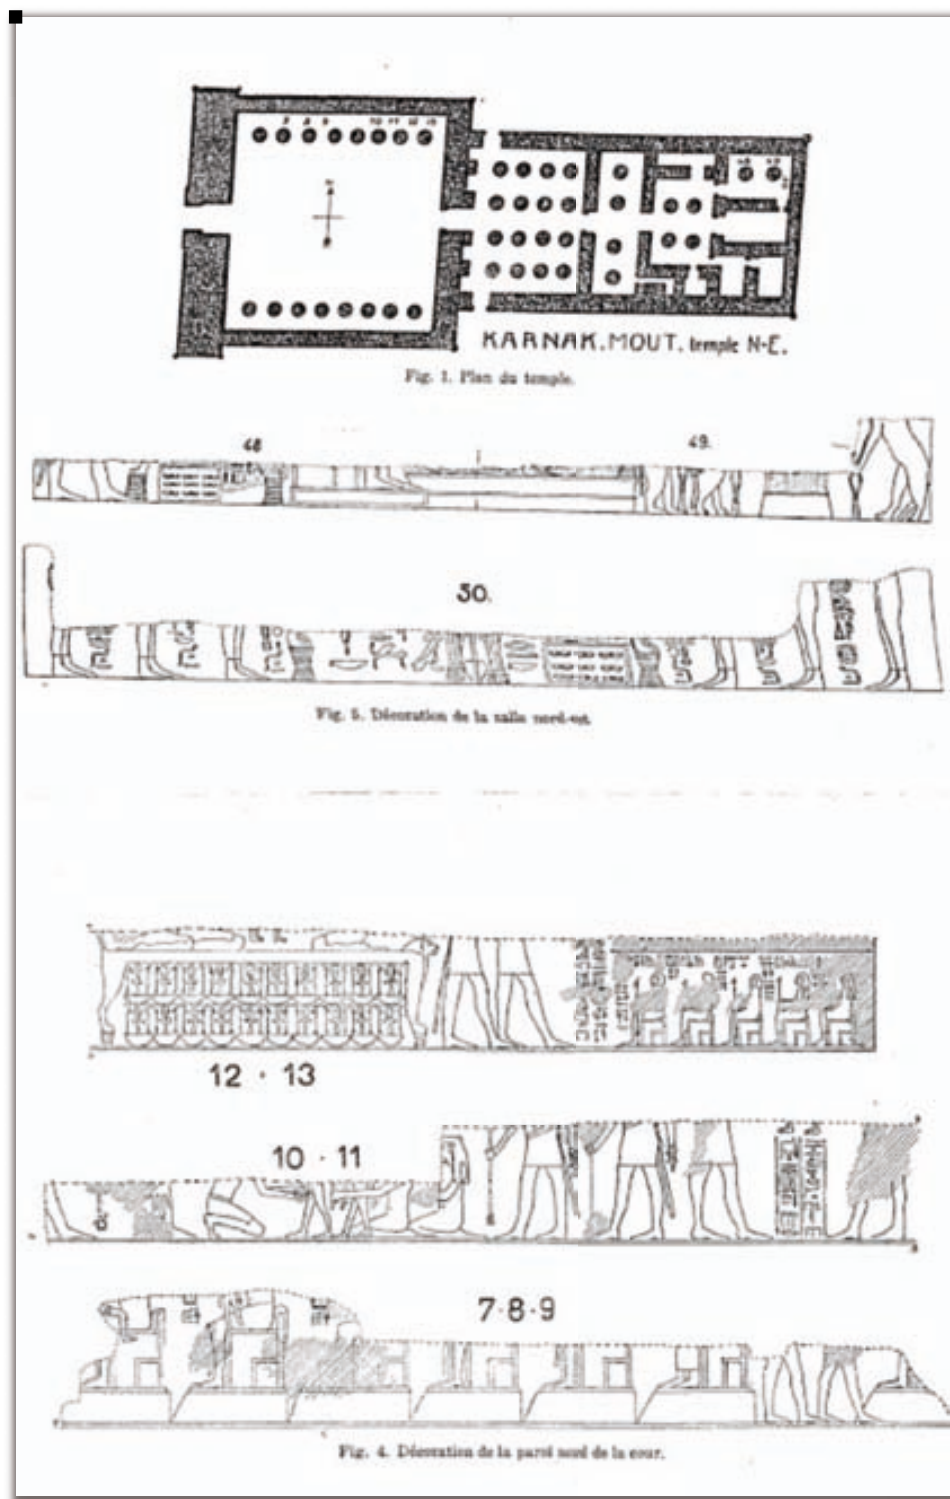 KARNAK. MOUT. temple N-E.
Fig. 1. Plan du temple.
48
49.
50.
Fig. 5. Décoration de la salle nord-est.
12 · 13
10 · 11
7·8·9
Fig. 4. Décoration de la paroi nord de la cour.